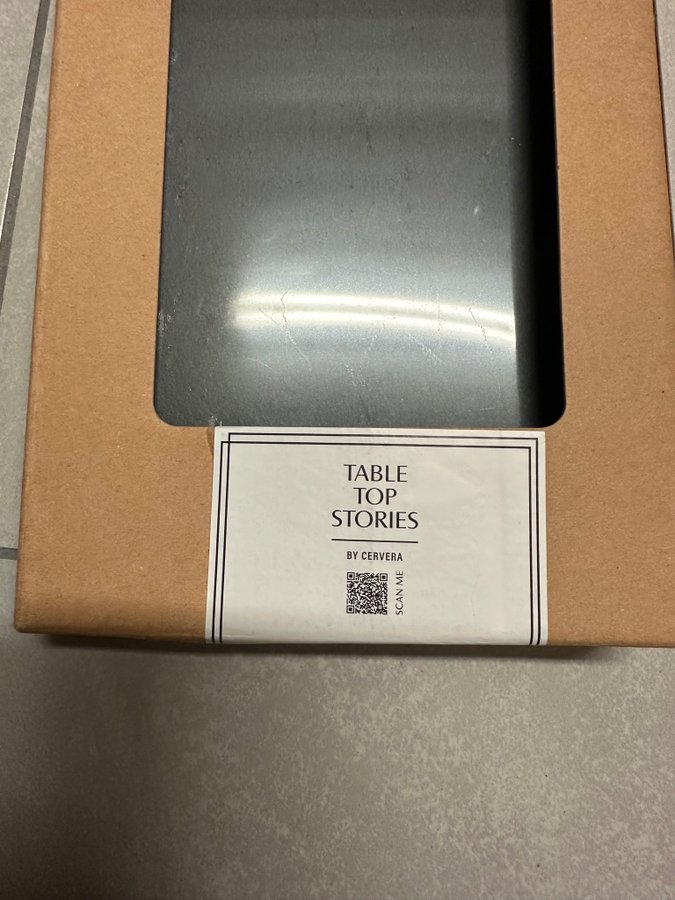 TABLE
TOP
STORIES
BY CERVERA
SCAN ME